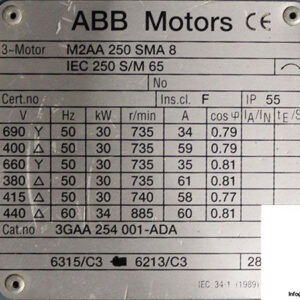 ABB Motors CE
3~Motor M2AA 250 SMA 8
IEC 250 S/M 65
No
Cert.no Ins.cl. F IP 55
V Hz kW r/min A cos φ IA/IN tE/s
690 Y 50 30 735 34 0.79
400 △ 50 30 735 59 0.79
660 Y 50 30 735 35 0.81
380 △ 50 30 735 61 0.81
415 △ 50 30 740 58 0.77
440 △ 60 34 885 60 0.81
Cat.no 3GAA 254 001-ADA
6315/C3 6213/C3 28
IEC 34-1 (1989)